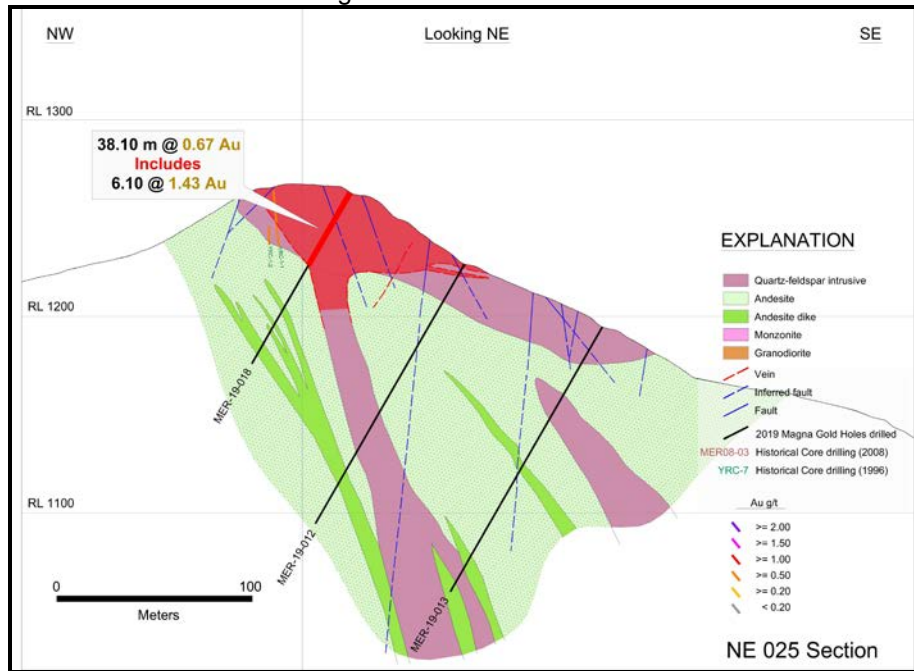 NW
Looking NE
SE
RL 1300
38.10 m @ 0.67 Au
Includes
6.10 @ 1.43 Au
EXPLANATION
Quartz-feldspar intrusive
Andesite
Andesite dike
Monzonite
Granodiorite
Vein
Inferred fault
Fault
2019 Magna Gold Holes drilled
MER08-03 Historical Core drilling (2008)
YRC-7 Historical Core drilling (1996)
RL 1200
MER-19-018
RL 1100
MER-19-012
MER-19-013
Au g/t
>= 2.00
>= 1.50
>= 1.00
>= 0.50
>= 0.20
< 0.20
0 100
Meters
NE 025 Section